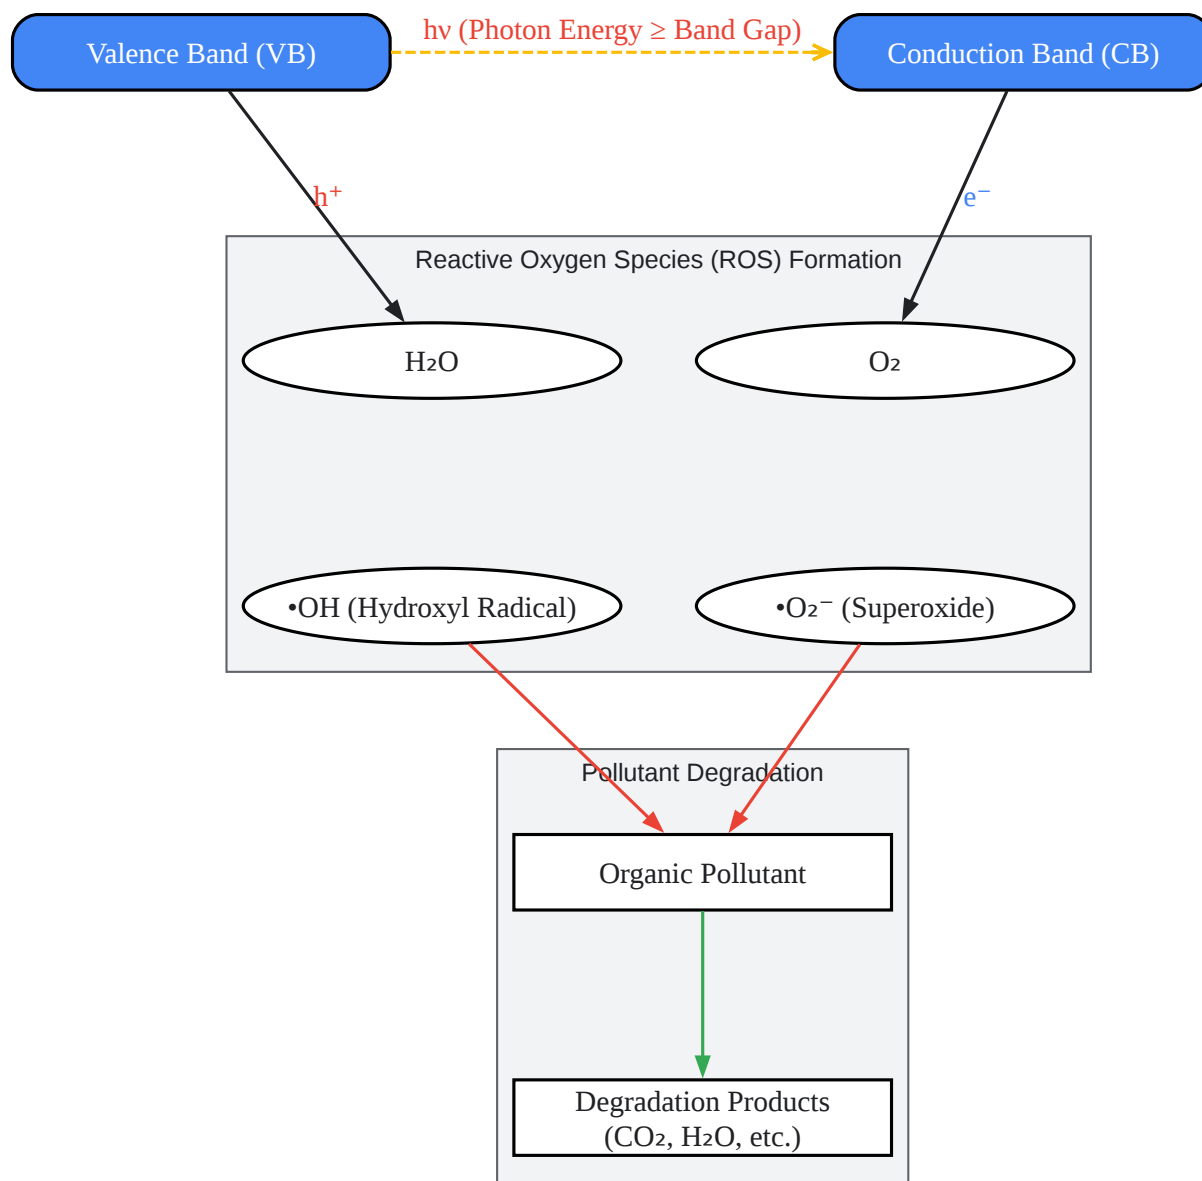 hν (Photon Energy ≥ Band Gap)
Valence Band (VB)
Conduction Band (CB)
h⁺
e⁻
Reactive Oxygen Species (ROS) Formation
H₂O
O₂
•OH (Hydroxyl Radical)
•O₂⁻ (Superoxide)
Pollutant Degradation
Organic Pollutant
Degradation Products
(CO₂, H₂O, etc.)